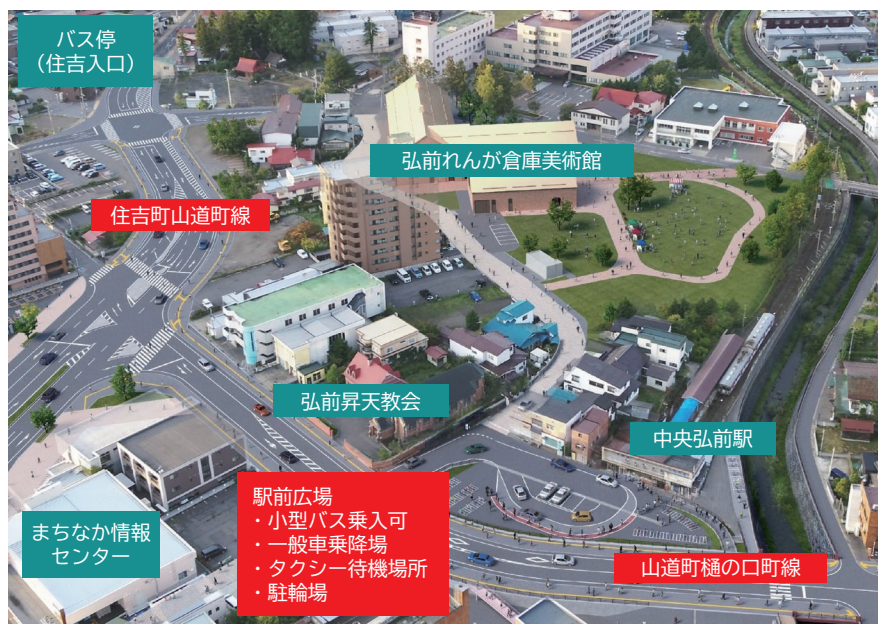 バス停
（住吉入口）
弘前れんが倉庫美術館
住吉町山道町線
弘前昇天教会
中央弘前駅
駅前広場
・小型バス乗入可
・一般車乗降場
・タクシー待機場所
・駐輪場
まちなか情報
センター
山道町樋の口町線